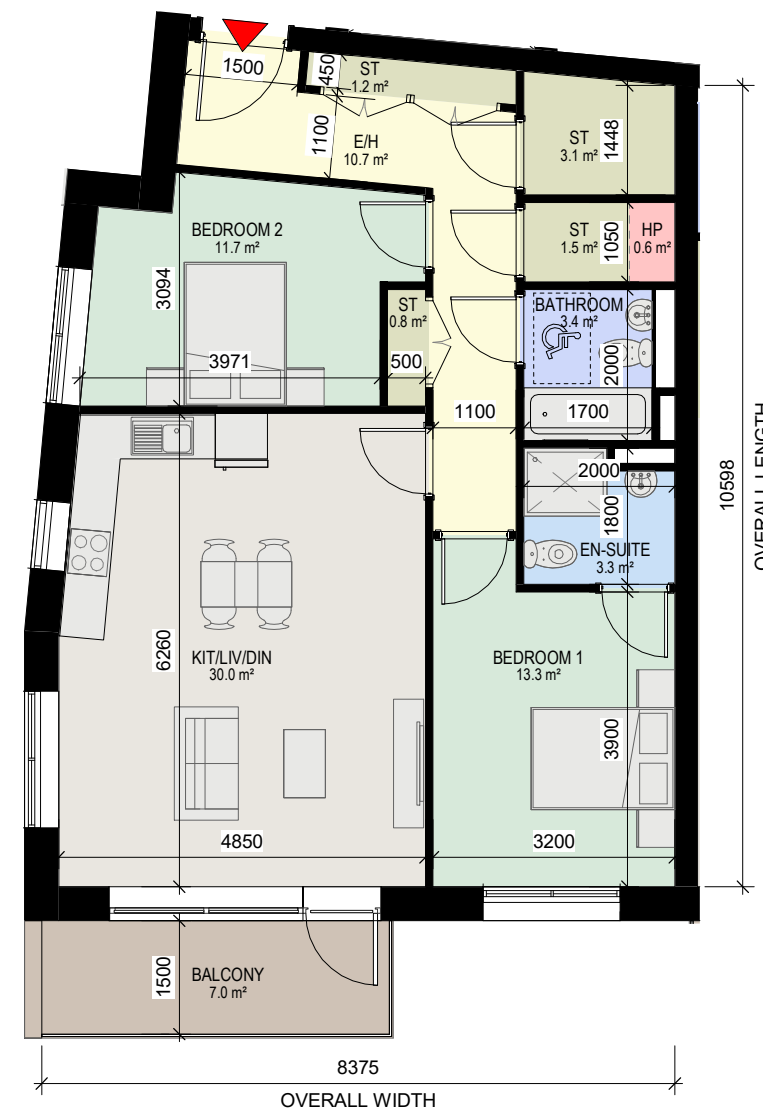 1500
450
ST
1.2 m²
1100
E/H
10.7 m²
ST
3.1 m²
1448
BEDROOM 2
11.7 m²
ST
1.5 m²
1050
HP
0.6 m²
3094
ST
0.8 m²
BATHROOM
3.4 m²
2000
3971
500
1100
1700
2000
1800
EN-SUITE
3.3 m²
10598
OVERALL LENGTH
6260
KIT/LIV/DIN
30.0 m²
BEDROOM 1
13.3 m²
3900
4850
3200
1500
BALCONY
7.0 m²
8375
OVERALL WIDTH